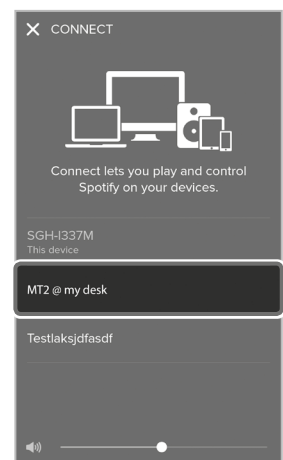 CONNECT
Connect lets you play and control
Spotify on your devices.
SGH-I337M
This device
MT2 @ my desk
Testlaksjdfasdf